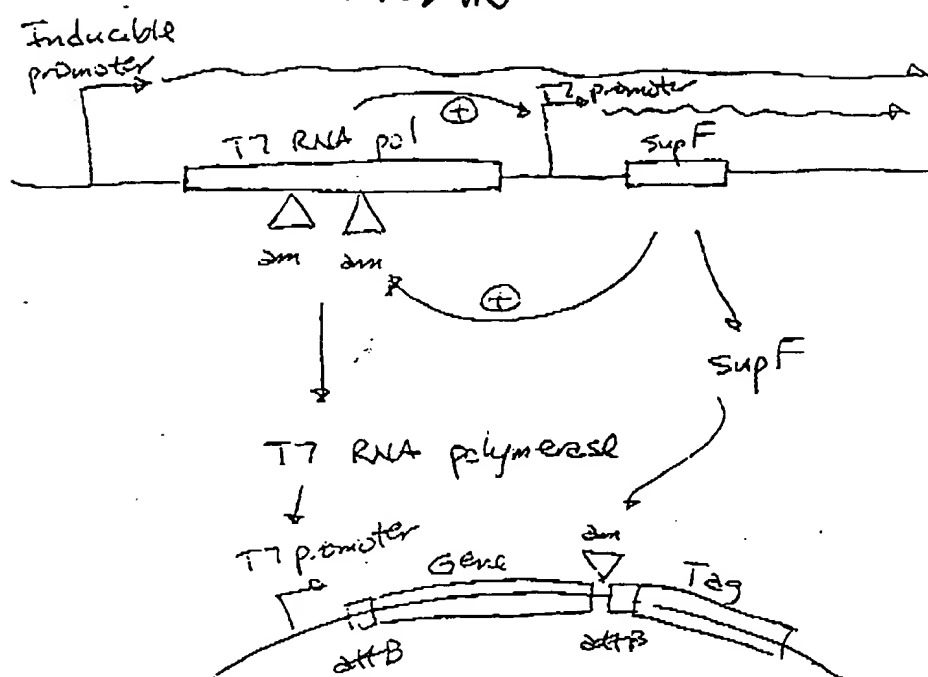 Inducible
promoter
T7 promoter
⊕
T7 RNA pol
supF
am am
⊕
supF
T7 RNA polymerase
am
T7 promoter
Gene
Tag
attB
attB